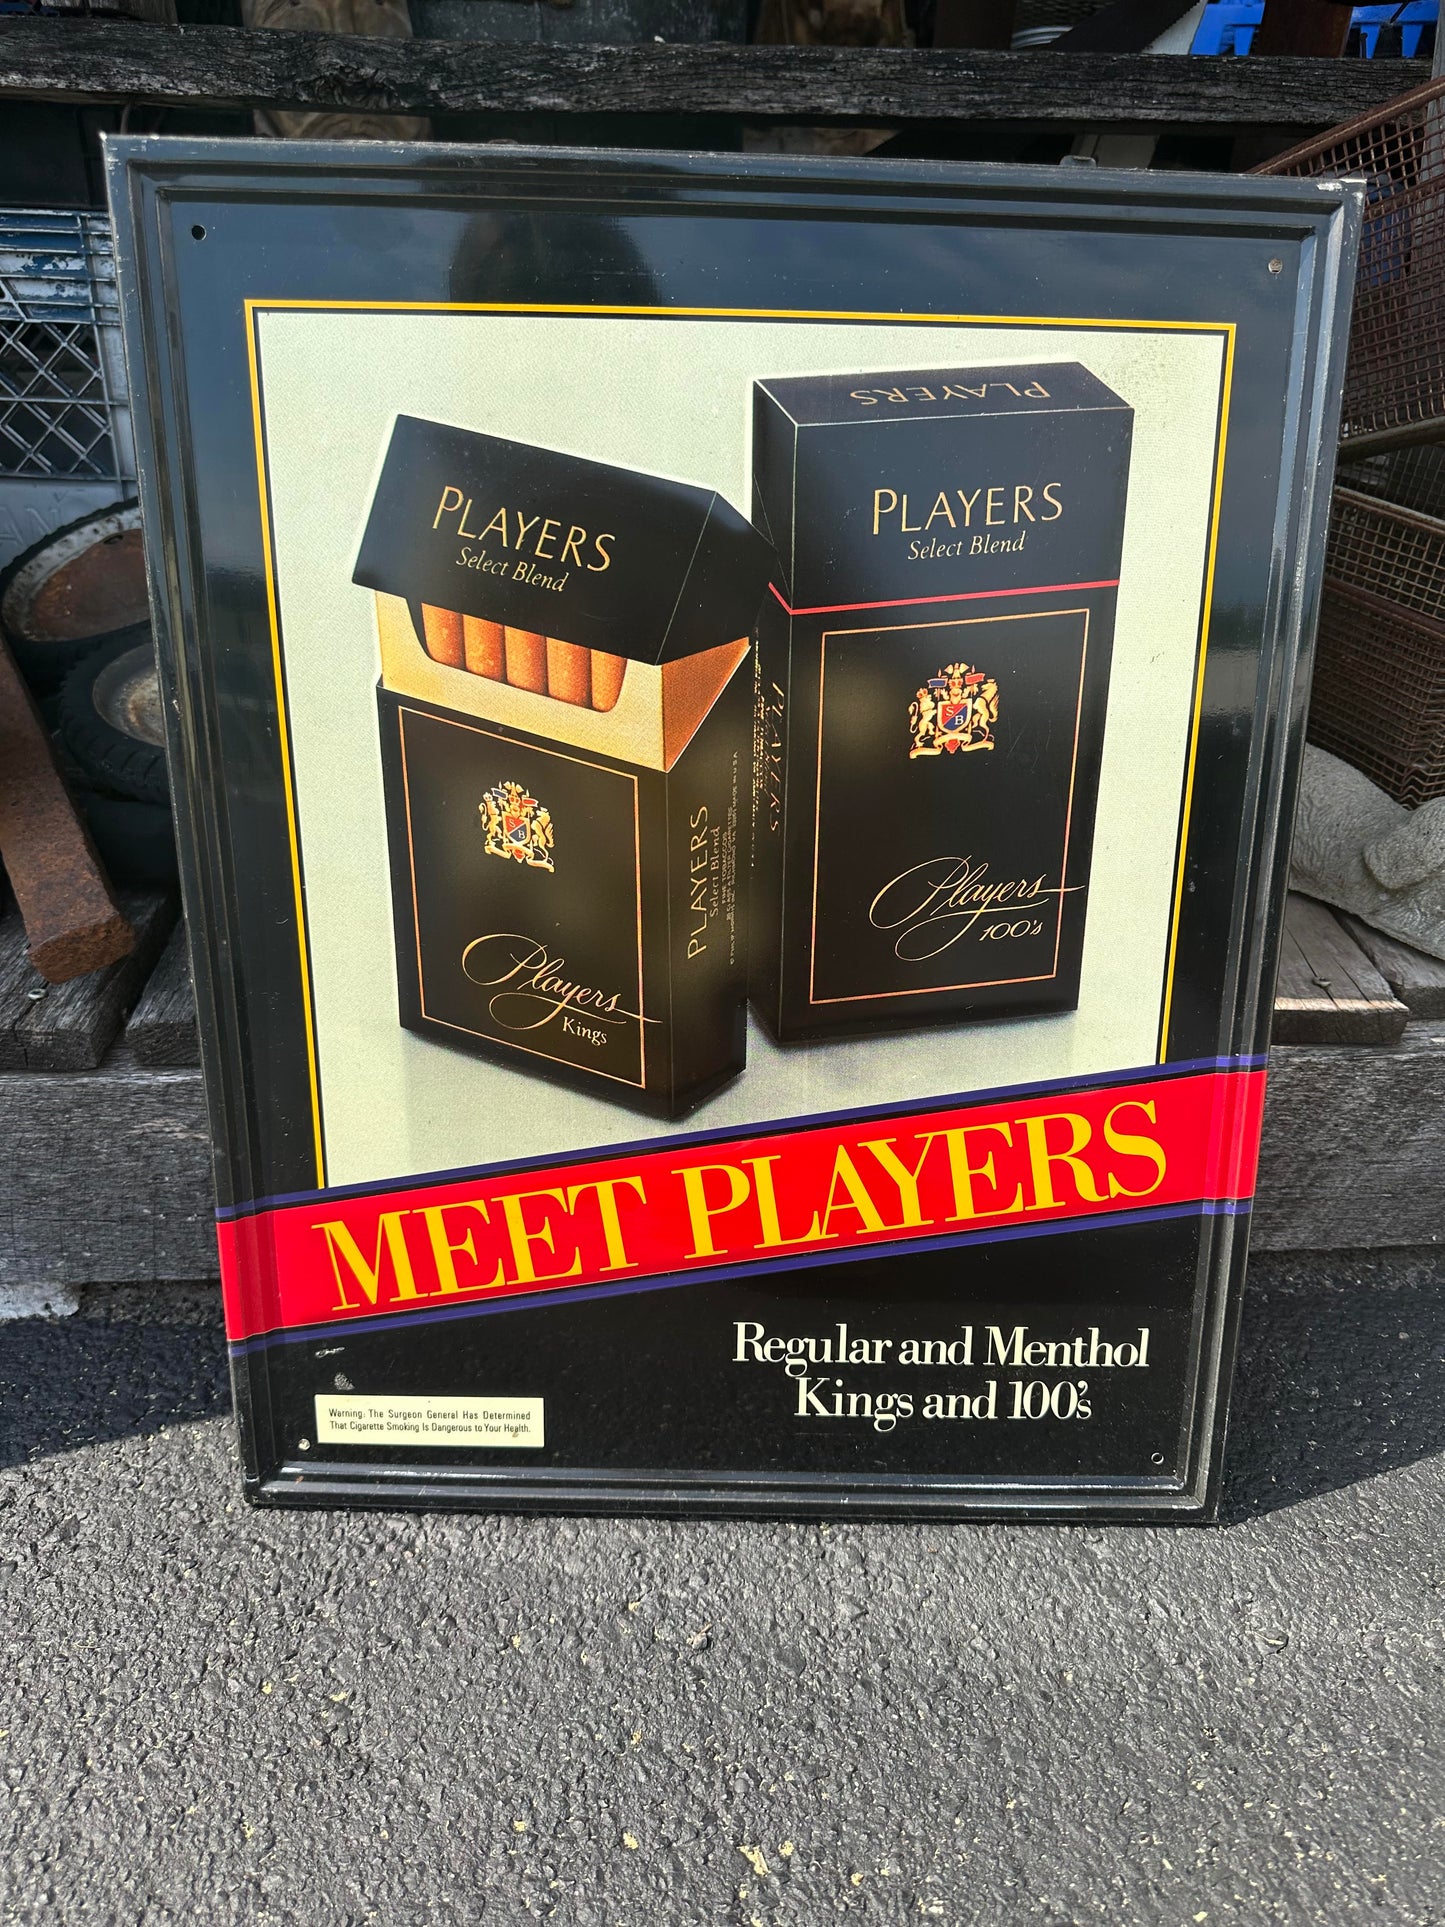 PLAYERS
PLAYERS
Select Blend
PLAYERS
Select Blend
S
B
S
B
Players
Kings
Players
100's
PLAYERS
Select Blend
PLAYERS
MEET PLAYERS
Regular and Menthol
Kings and 100's
Warning: The Surgeon General Has Determined
That Cigarette Smoking Is Dangerous to Your Health.